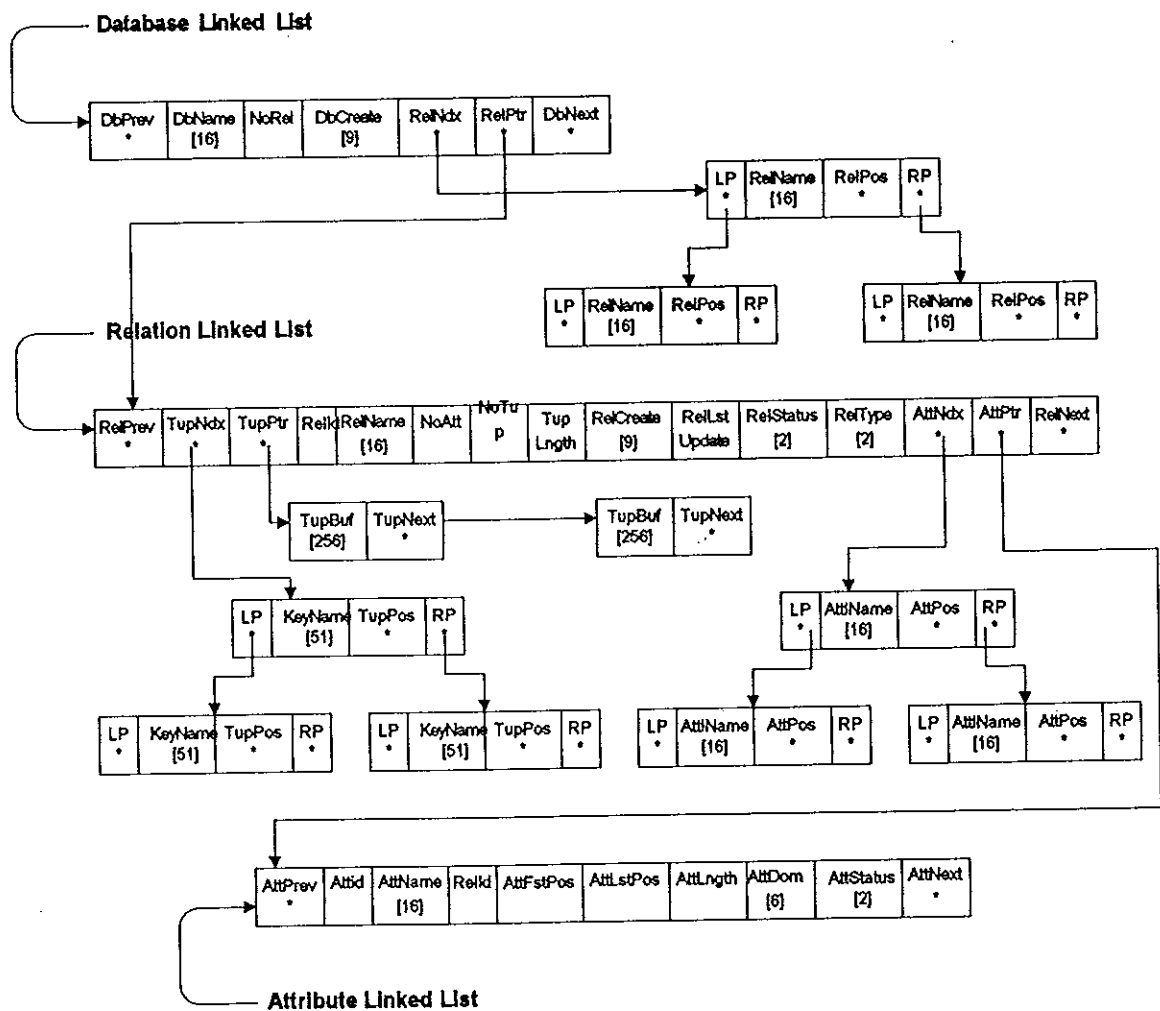 Database Linked List
DbPrev DbName NoRel DbCreate RelNdx RelPtr DbNext
* [16] [9] * * *
LP RelName RelPos RP
* [16] * *
LP RelName RelPos RP
* [16] * *
LP RelName RelPos RP
* [16] * *
Relation Linked List
RelPrev TupNdx TupPtr RelId RelName NoAtt NoTu Tup RelCreate RelLst RelStatus RelType AttNdx AttPtr RelNext
* * * [16] p Lngth [9] Update [2] [2] * * *
TupBuf TupNext
[256] *
TupBuf TupNext
[256] *
LP KeyName TupPos RP
* [51] * *
LP AttName AttPos RP
* [16] * *
LP KeyName TupPos RP
* [51] * *
LP KeyName TupPos RP
* [51] * *
LP AttName AttPos RP
* [16] * *
LP AttName AttPos RP
* [16] * *
AttPrev Attid AttName RelId AttFstPos AttLstPos AttLngth AttDom AttStatus AttNext
* [16] [6] [2] *
Attribute Linked List